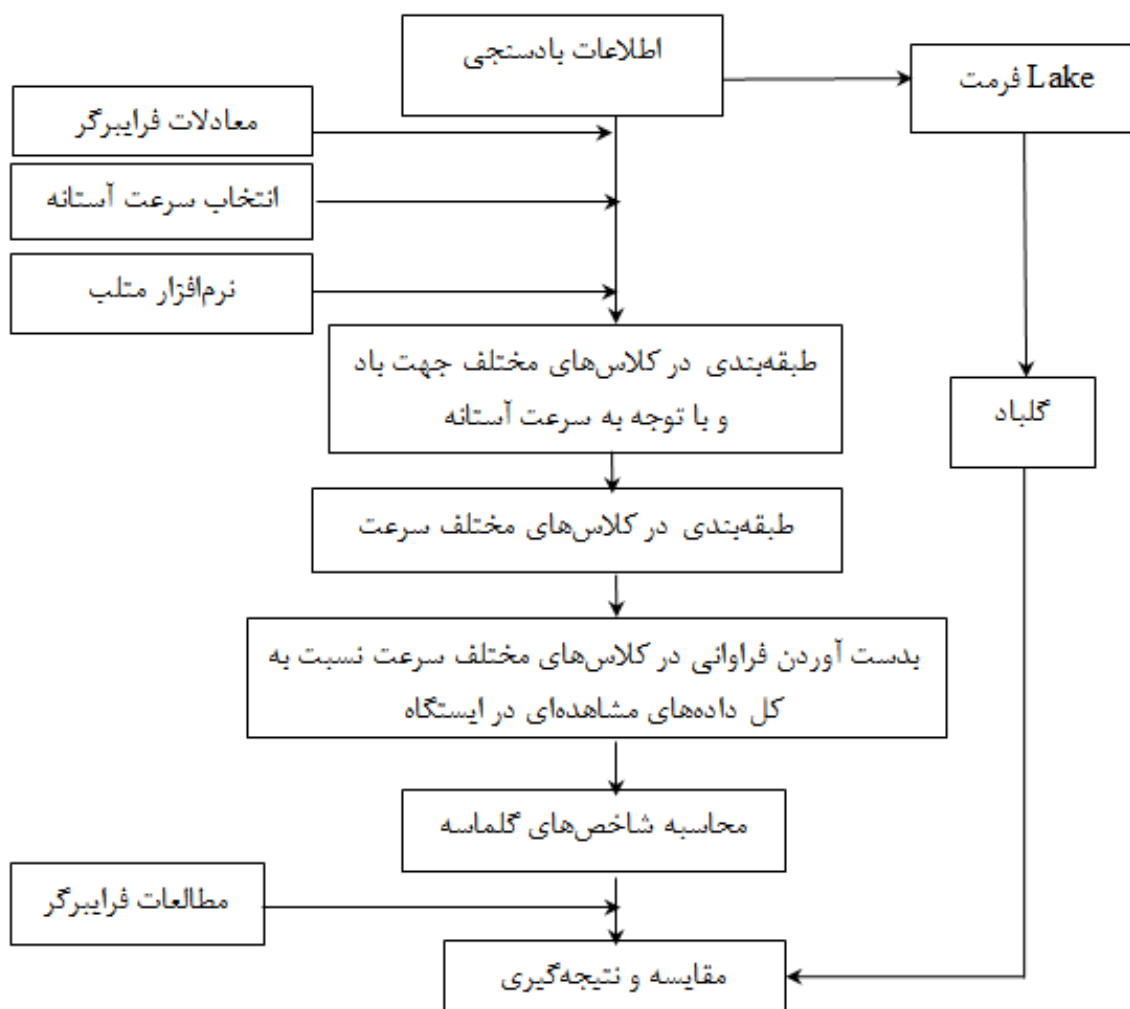 اطلاعات بادسنجی
فرمت Lake
معادلات فرایبرگر
انتخاب سرعت آستانه
نرم‌افزار متلب
طبقه‌بندی در کلاس‌های مختلف جهت باد
و با توجه به سرعت آستانه
گلباد
طبقه‌بندی در کلاس‌های مختلف سرعت
بدست آوردن فراوانی در کلاس‌های مختلف سرعت نسبت به
کل داده‌های مشاهده‌ای در ایستگاه
محاسبه شاخص‌های گلماسه
مطالعات فرایبرگر
مقایسه و نتیجه‌گیری